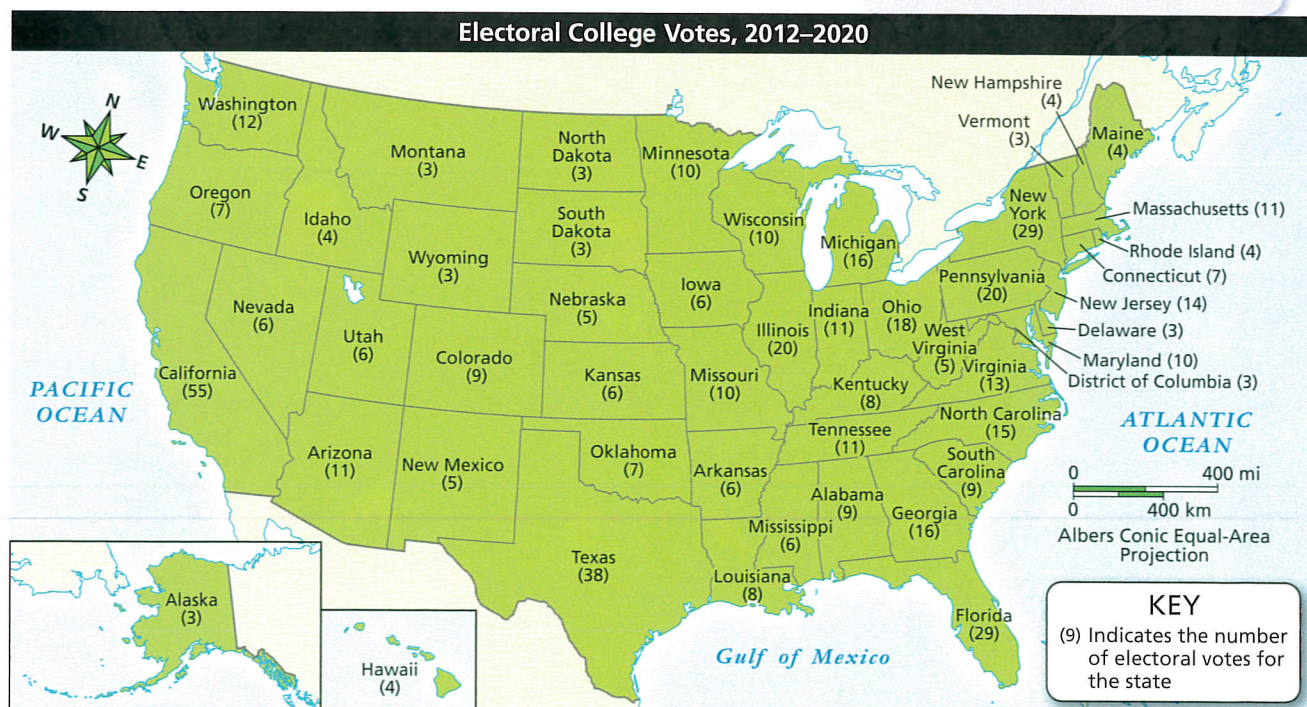 Electoral College Votes, 2012–2020
N
W
E
S
Washington
(12)
Oregon
(7)
Idaho
(4)
Montana
(3)
Wyoming
(3)
North
Dakota
(3)
South
Dakota
(3)
Minnesota
(10)
Wisconsin
(10)
Michigan
(16)
New Hampshire
(4)
Vermont
(3)
Maine
(4)
New
York
(29)
Massachusetts (11)
Rhode Island (4)
Connecticut (7)
New Jersey (14)
Delaware (3)
Maryland (10)
District of Columbia (3)
Pennsylvania
(20)
Nevada
(6)
Utah
(6)
Colorado
(9)
Nebraska
(5)
Iowa
(6)
Illinois
(20)
Indiana
(11)
Ohio
(18)
West
Virginia
(5)
Virginia
(13)
California
(55)
Kansas
(6)
Missouri
(10)
Kentucky
(8)
PACIFIC
OCEAN
Arizona
(11)
New Mexico
(5)
Oklahoma
(7)
Arkansas
(6)
Tennessee
(11)
North Carolina
(15)
South
Carolina
(9)
ATLANTIC
OCEAN
Alabama
(9)
Georgia
(16)
Mississippi
(6)
Texas
(38)
Louisiana
(8)
Florida
(29)
0
400 mi
0
400 km
Albers Conic Equal-Area
Projection
Alaska
(3)
Hawaii
(4)
Gulf of Mexico
KEY
(9) Indicates the number
of electoral votes for
the state